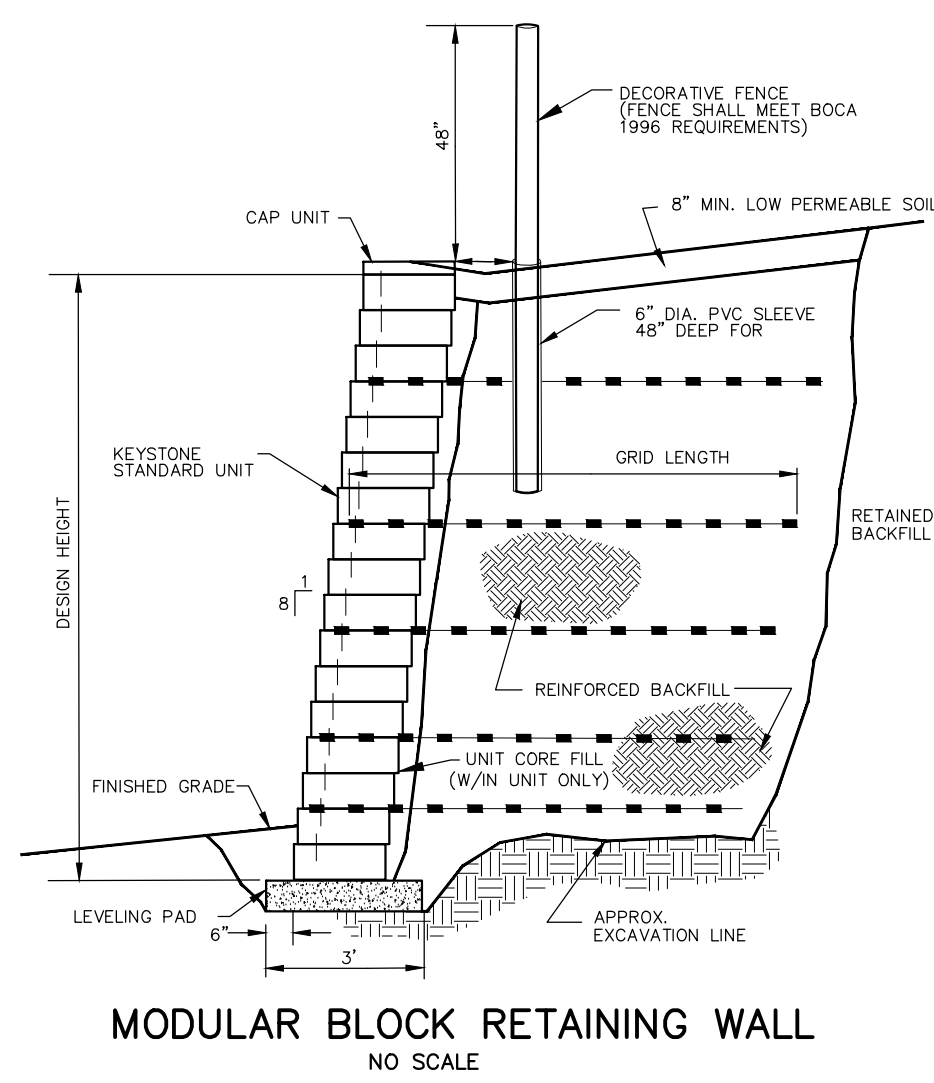 DECORATIVE FENCE
(FENCE SHALL MEET BOCA
1996 REQUIREMENTS)
48"
8" MIN. LOW PERMEABLE SOIL
CAP UNIT
6" DIA. PVC SLEEVE
48" DEEP FOR
KEYSTONE
STANDARD UNIT
GRID LENGTH
RETAINED
BACKFILL
DESIGN HEIGHT
1
8
REINFORCED BACKFILL
UNIT CORE FILL
(W/IN UNIT ONLY)
FINISHED GRADE
LEVELING PAD
6"
APPROX.
EXCAVATION LINE
3'
MODULAR BLOCK RETAINING WALL
NO SCALE